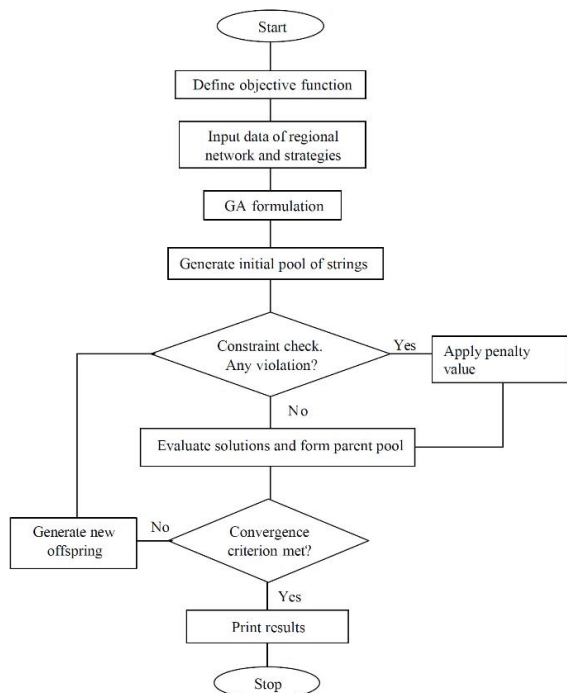 Start
Define objective function
Input data of regional
network and strategies
GA formulation
Generate initial pool of strings
Constraint check.
Any violation?
Yes
Apply penalty
value
No
Evaluate solutions and form parent pool
Generate new
offspring
No
Convergence
criterion met?
Yes
Print results
Stop